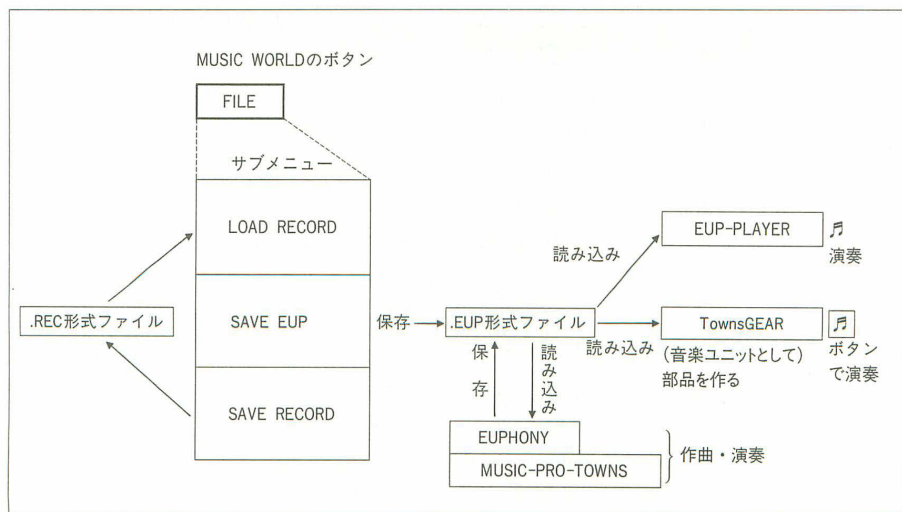 MUSIC WORLDのボタン
FILE
サブメニュー
LOAD RECORD
SAVE EUP
SAVE RECORD
.REC形式ファイル
保存
.EUP形式ファイル
読み込み
EUP-PLAYER
演奏
読み込み
TownsGEAR
(音楽ユニットとして)
部品を作る
ボタン
で演奏
保存
読み込み
EUPHONY
MUSIC-PRO-TOWNS
作曲・演奏